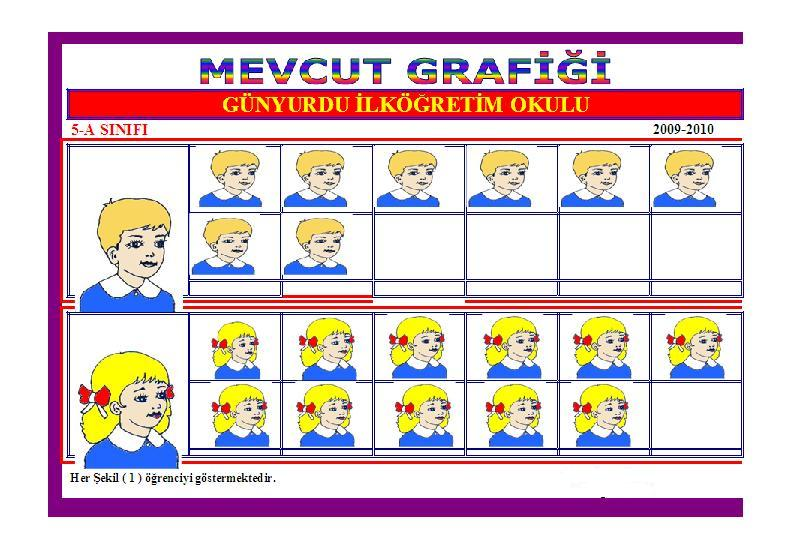 MEVCUT GRAFİĞİ
GÜNYURDU İLKÖĞRETİM OKULU
5-A SINIFI 2009-2010
Her Şekil ( 1 ) öğrenciyi göstermektedir.